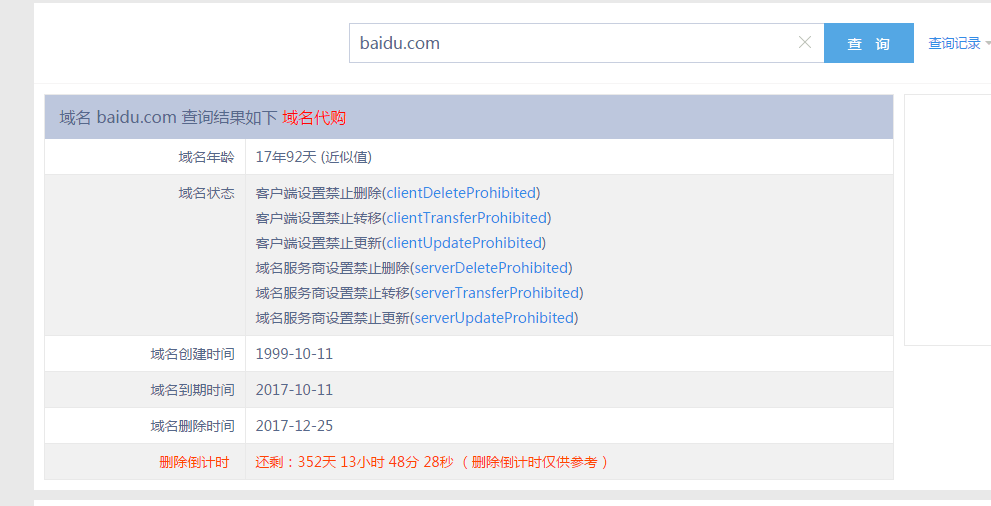 baidu.com
查 询
查询记录
域名 baidu.com 查询结果如下 域名代购
域名年龄 17年92天 (近似值)
域名状态 客户端设置禁止删除(clientDeleteProhibited)
客户端设置禁止转移(clientTransferProhibited)
客户端设置禁止更新(clientUpdateProhibited)
域名服务商设置禁止删除(serverDeleteProhibited)
域名服务商设置禁止转移(serverTransferProhibited)
域名服务商设置禁止更新(serverUpdateProhibited)
域名创建时间 1999-10-11
域名到期时间 2017-10-11
域名删除时间 2017-12-25
删除倒计时 还剩：352天 13小时 48分 28秒（ 删除倒计时仅供参考 ）